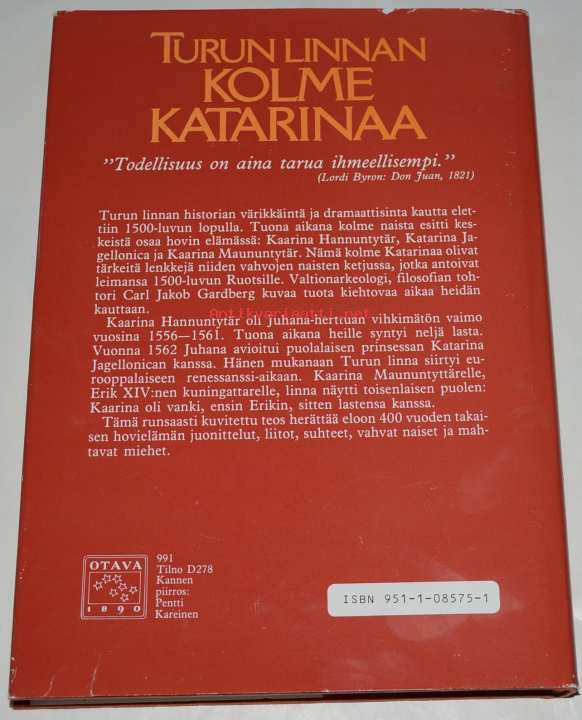 TURUN LINNAN
KOLME
KATARINAA
"Todellisuus on aina tarua ihmeellisempi."
(Lordi Byron: Don Juan, 1821)
Turun linnan historian värikkäintä ja dramaattisinta kautta elet-
tiin 1500-luvun lopulla. Tuona aikana kolme naista esitti kes-
keistä osaa hovin elämässä: Kaarina Hannuntytär, Katarina Ja-
gellonica ja Kaarina Maununtytär. Nämä kolme Katarinaa olivat
tärkeitä lenkkejä niiden vahvojen naisten ketjussa, jotka antoivat
leimansa 1500-luvun Ruotsille. Valtionarkeologi, filosofian toh-
tori Carl Jakob Gardberg kuvaa tuota kiehtovaa aikaa heidän
kauttaan.
Antikvariaatti.net
Kaarina Hannuntytär oli Juhana-herttuan vihkimätön vaimo
vuosina 1556—1561. Tuona aikana heille syntyi neljä lasta.
Vuonna 1562 Juhana avioitui puolalaisen prinsessan Katarina
Jagellonican kanssa. Hänen mukanaan Turun linna siirtyi eu-
rooppalaiseen renessanssi-aikaan. Kaarina Maununtyttärelle,
Erik XIV:nen kuningattarelle, linna näytti toisenlaisen puolen:
Kaarina oli vanki, ensin Erikin, sitten lastensa kanssa.
Tämä runsaasti kuvitettu teos herättää eloon 400 vuoden takai-
sen hovielämän juonittelut, liitot, suhteet, vahvat naiset ja mah-
tavat miehet.
OTAVA
1890
991
Tilno D278
Kannen
piirros:
Pentti
Kareinen
ISBN 951-1-08575-1